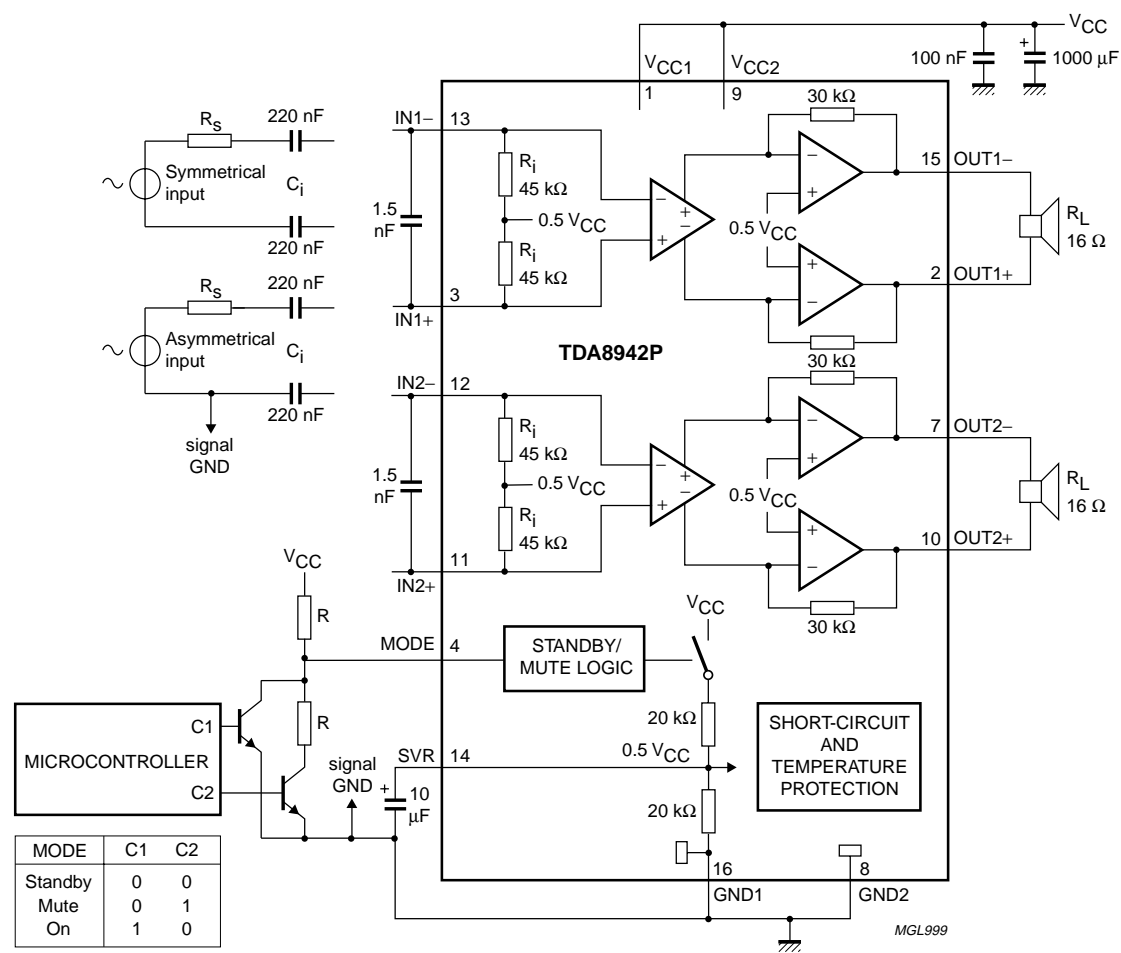 VCC
100 nF
+
1000 µF
VCC1
VCC2
1
9
30 kΩ
220 nF
IN1−
13
RS
Symmetrical
input
Ci
Ri
45 kΩ
−
+
15
OUT1−
1.5
nF
0.5 VCC
−
+
−
+
0.5 VCC
RL
16 Ω
220 nF
Ri
45 kΩ
+
−
2
OUT1+
220 nF
RS
3
IN1+
Asymmetrical
input
Ci
TDA8942P
30 kΩ
30 kΩ
IN2−
12
220 nF
signal
GND
Ri
45 kΩ
−
+
7
OUT2−
1.5
nF
0.5 VCC
−
+
−
+
0.5 VCC
RL
16 Ω
Ri
45 kΩ
+
−
10
OUT2+
11
IN2+
30 kΩ
VCC
R
VCC
MODE
4
STANDBY/
MUTE LOGIC
R
20 kΩ
C1
MICROCONTROLLER
C2
signal
GND
SVR
14
0.5 VCC
SHORT-CIRCUIT
AND
TEMPERATURE
PROTECTION
+
10
µF
20 kΩ
MODE C1 C2
Standby 0 0
Mute 0 1
On 1 0
16
GND1
8
GND2
MGL999